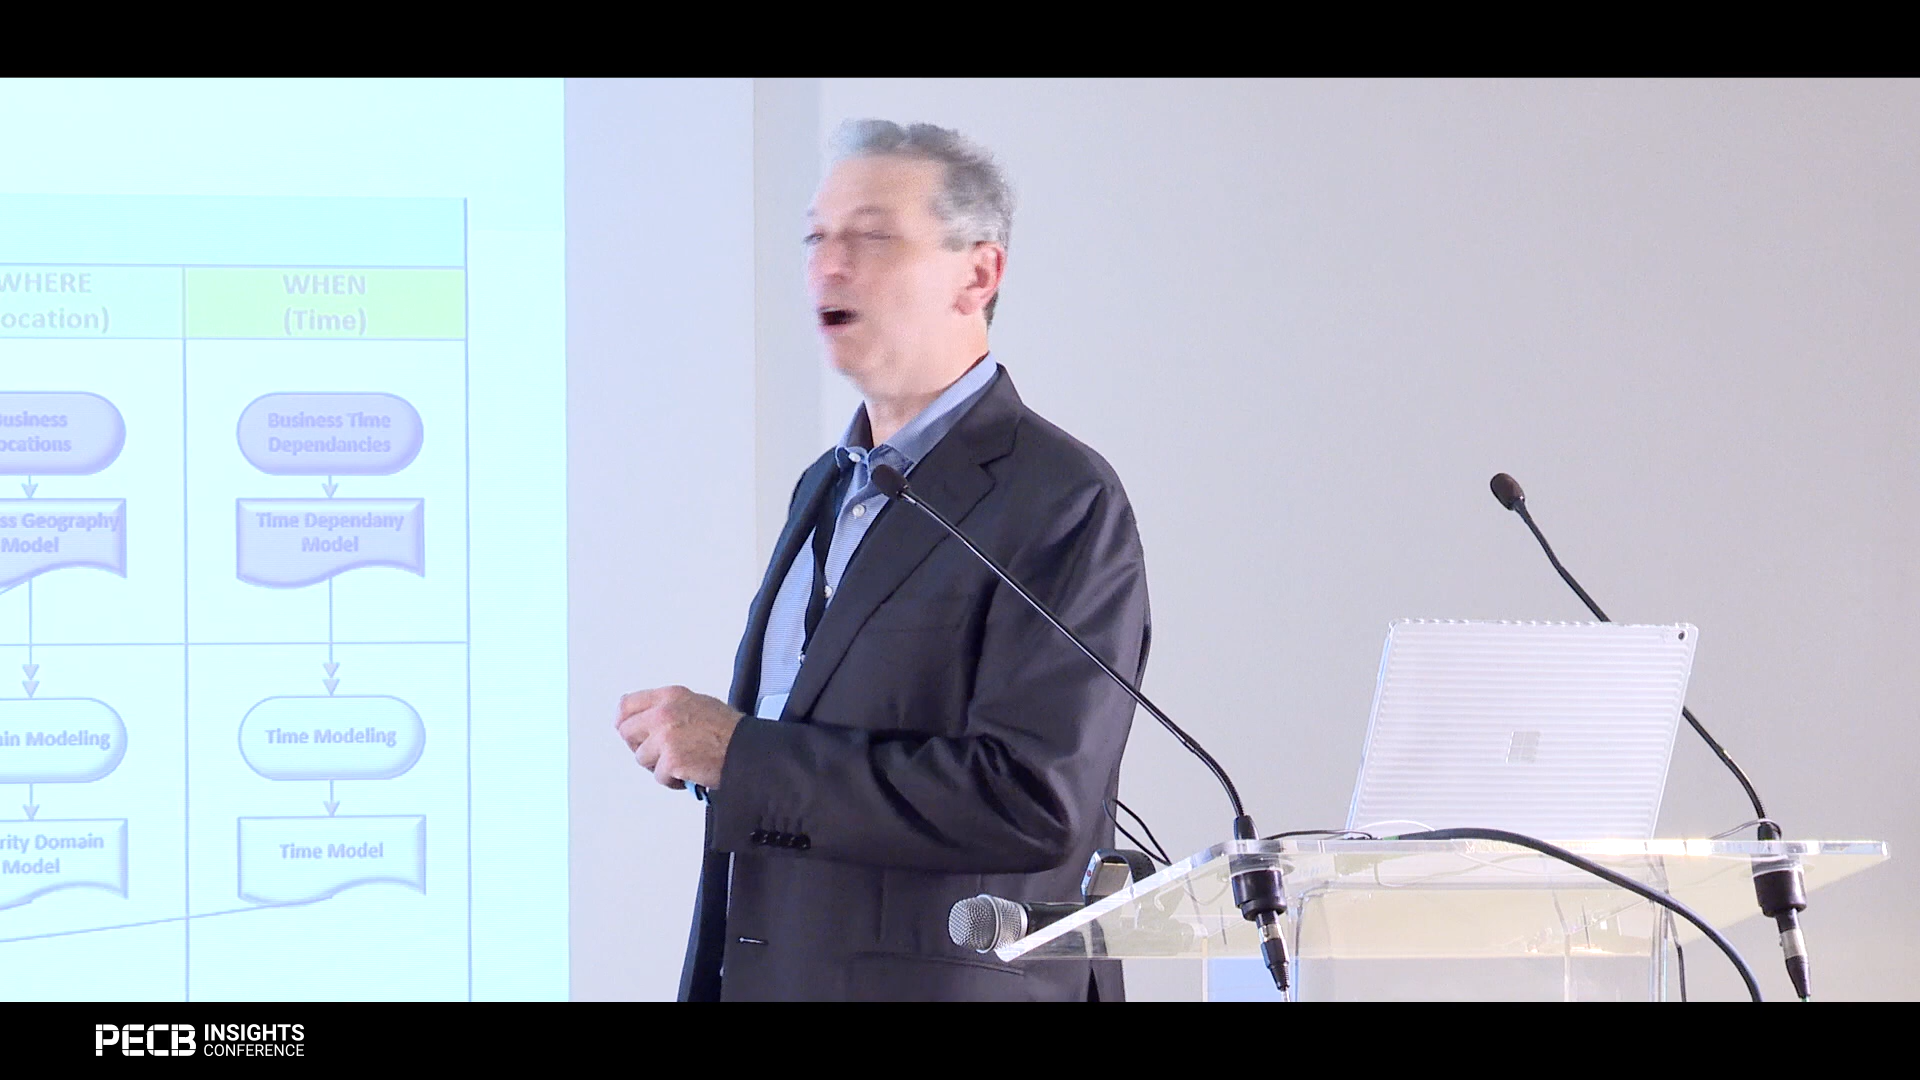 WHERE
ocation)
WHEN
(Time)
usiness
ocations
Business Time
Dependancies
ss Geography
Model
Time Dependany
Model
in Modeling
Time Modeling
rity Domain
Model
Time Model
PECB INSIGHTS
CONFERENCE